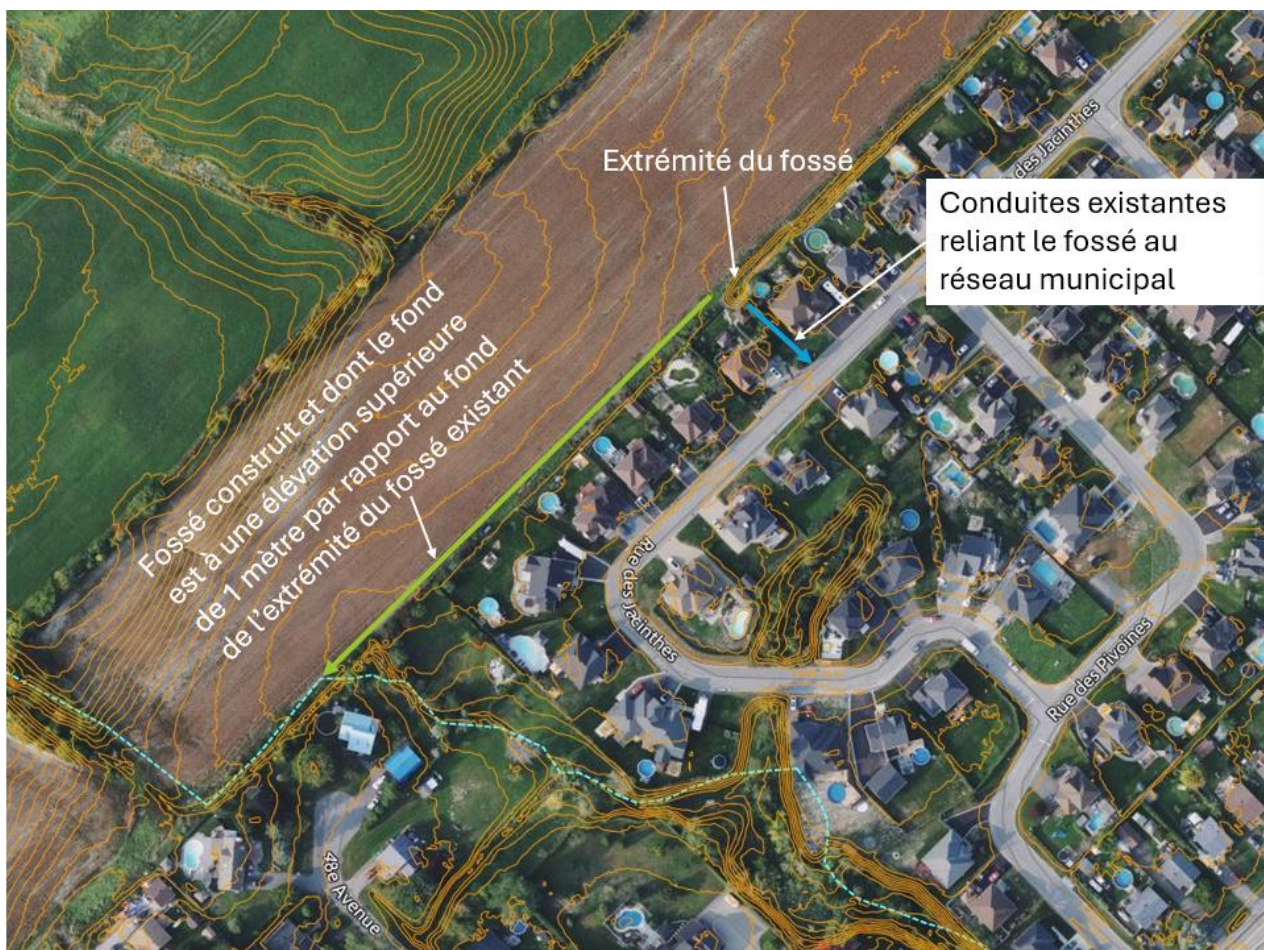 des Jacinthes
Extrémité du fossé
Conduites existantes
reliant le fossé au
réseau municipal
Fossé construit et dont le fond
est à une élévation supérieure
de 1 mètre par rapport au fond
de l'extrémité du fossé existant
Rue des Jacinthes
Rue des Pivoines
48e Avenue